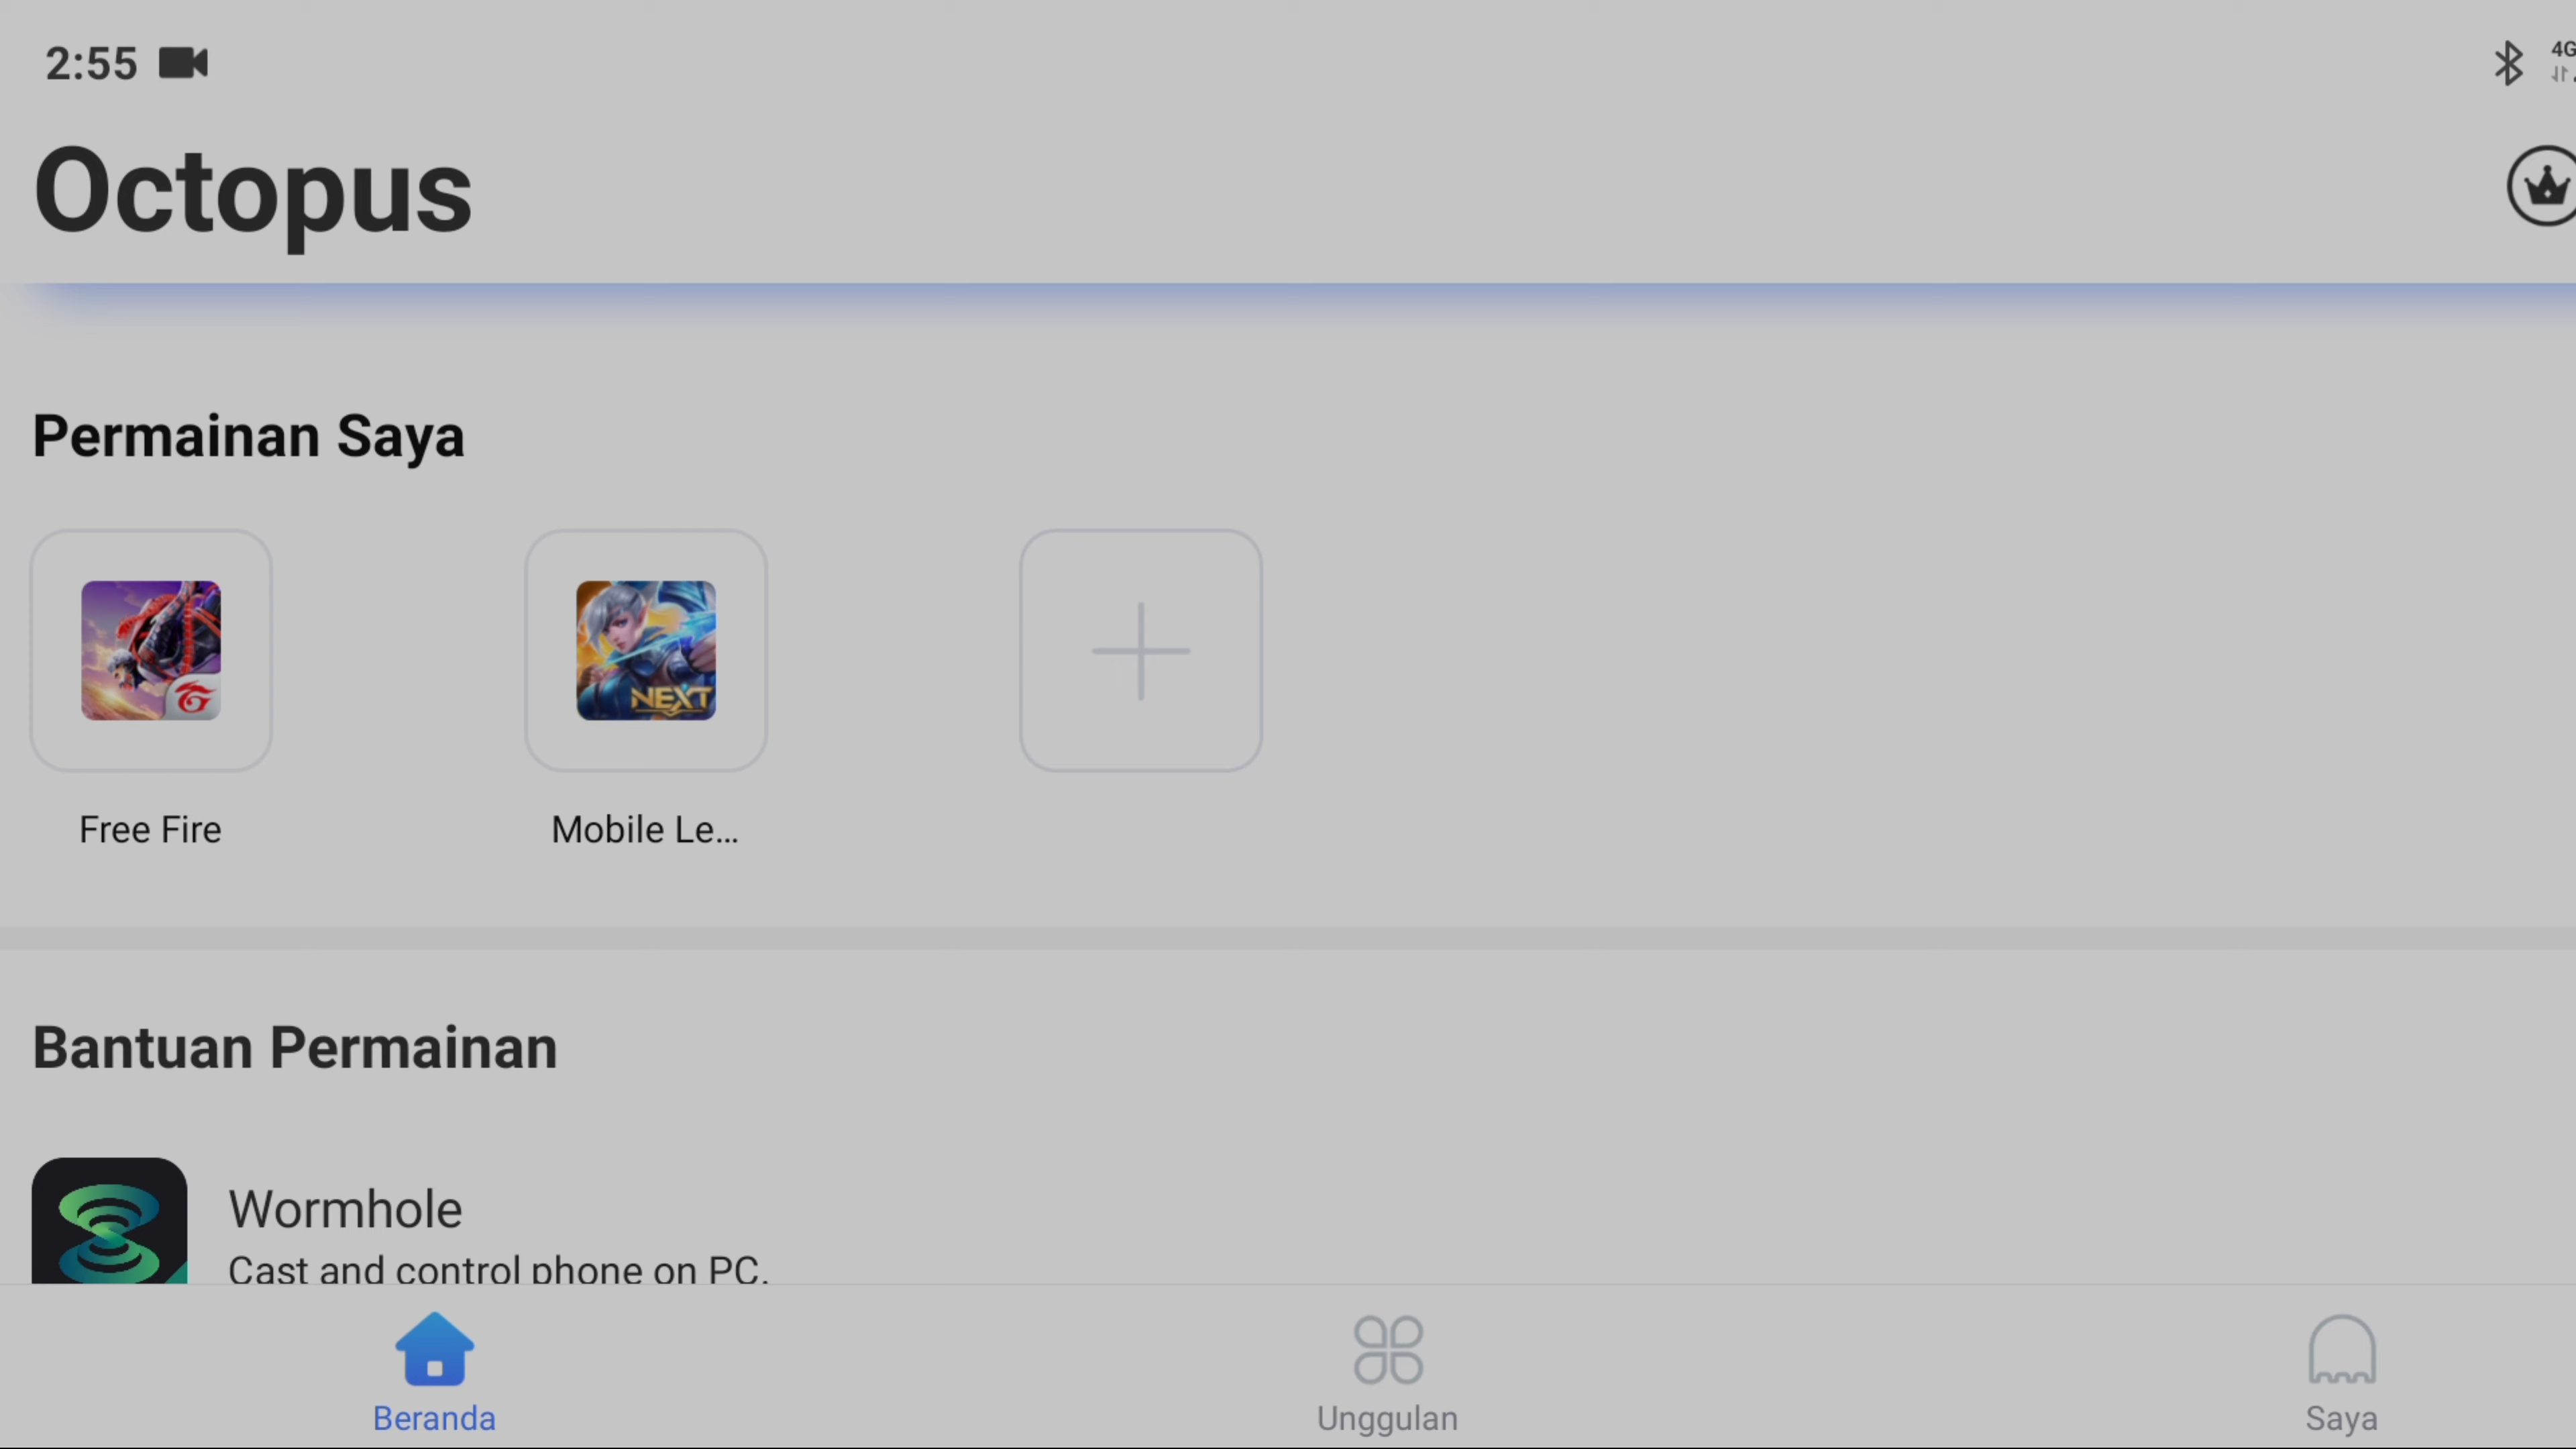 2:55
4G
Octopus
Permainan Saya
NEXT
Free Fire
Mobile Le...
Bantuan Permainan
Wormhole
Cast and control phone on PC.
Beranda
Unggulan
Saya